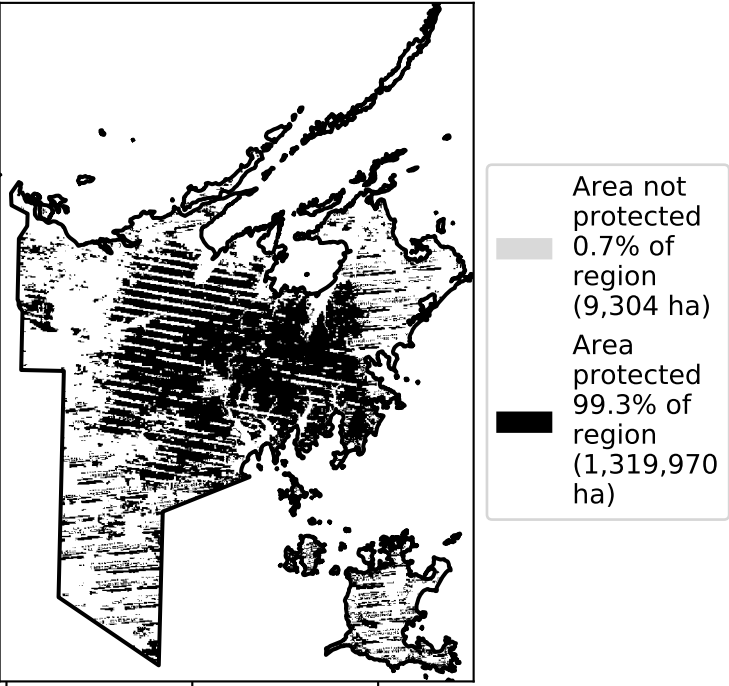 Area not
protected
0.7% of
region
(9,304 ha)
Area
protected
99.3% of
region
(1,319,970
ha)